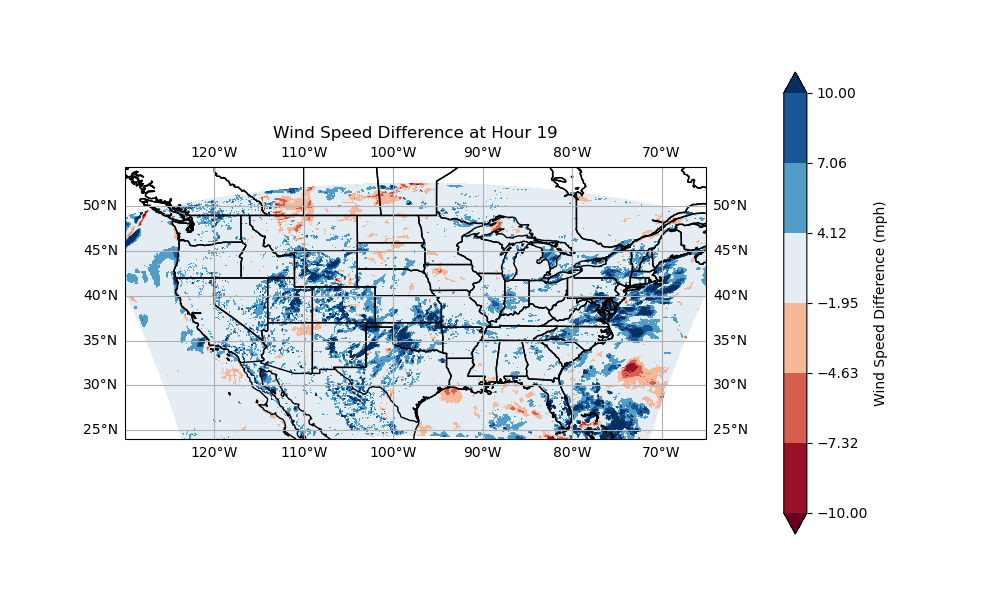 Wind Speed Difference at Hour 19
120°W 110°W 100°W 90°W 80°W 70°W
50°N 50°N
45°N 45°N
40°N 40°N
35°N 35°N
30°N 30°N
25°N 25°N
120°W 110°W 100°W 90°W 80°W 70°W
10.00
7.06
4.12
−1.95
−4.63
−7.32
−10.00
Wind Speed Difference (mph)